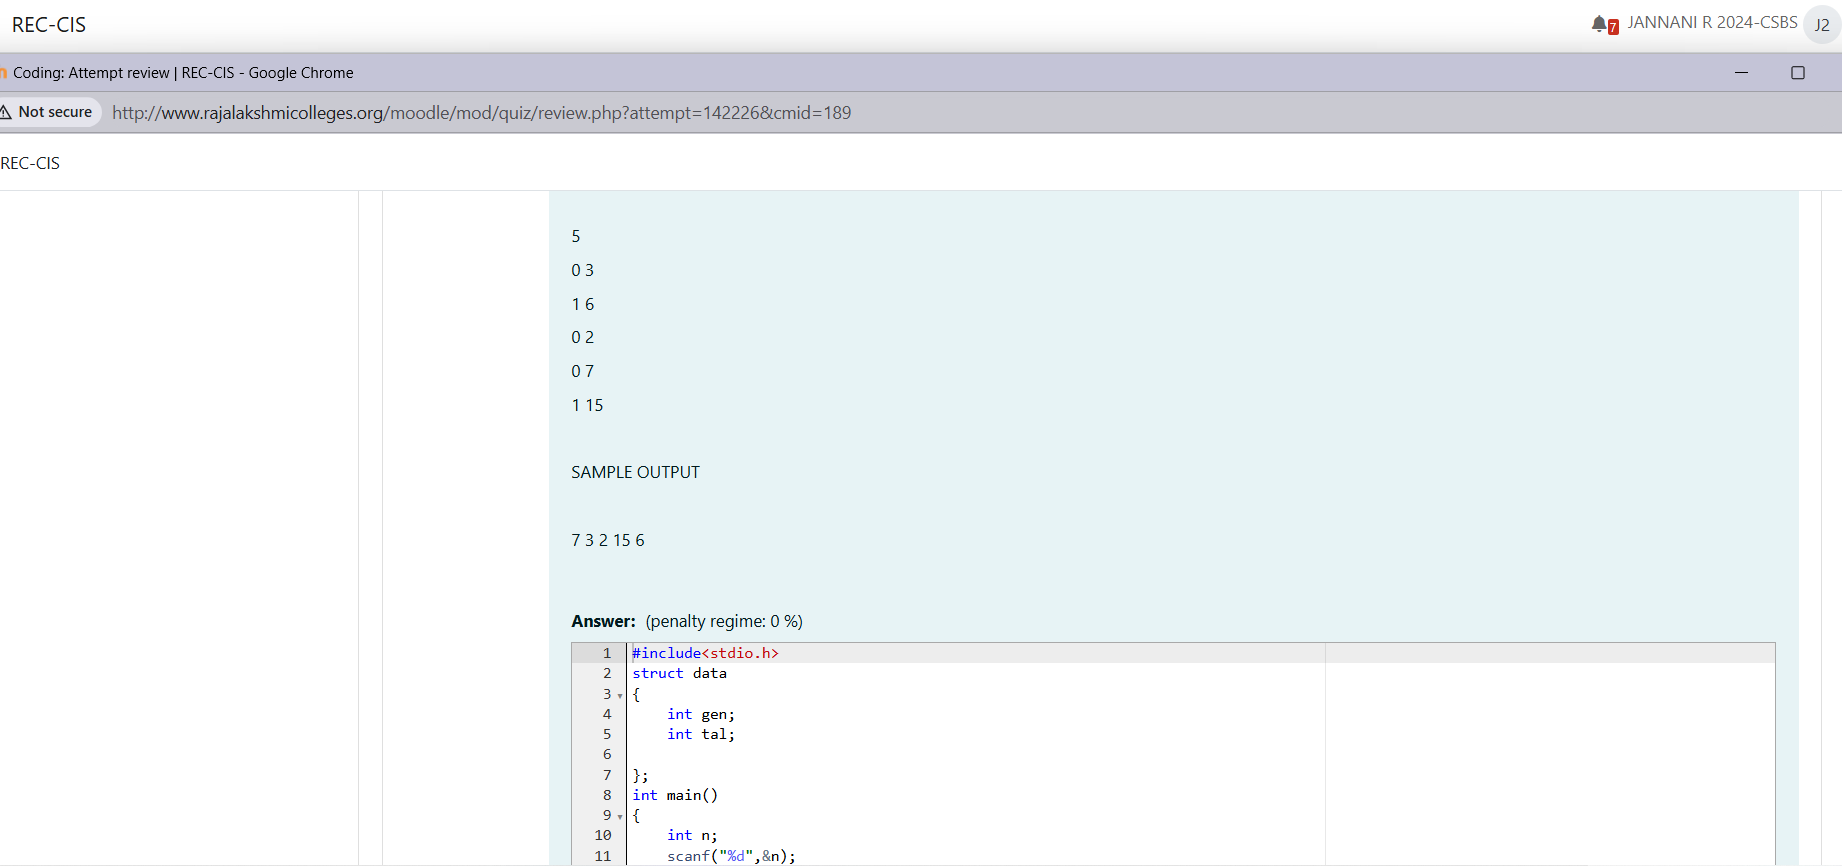 REC-CIS
7 JANNANI R 2024-CSBS J2
Coding: Attempt review | REC-CIS - Google Chrome
Not secure http://www.rajalakshmicolleges.org/moodle/mod/quiz/review.php?attempt=142226&cmid=189
REC-CIS
5
0 3
1 6
0 2
0 7
1 15
SAMPLE OUTPUT
7 3 2 15 6
Answer: (penalty regime: 0 %)
1 #include<stdio.h>
2 struct data
3 {
4 int gen;
5 int tal;
6
7 };
8 int main()
9 {
10 int n;
11 scanf("%d",&n);